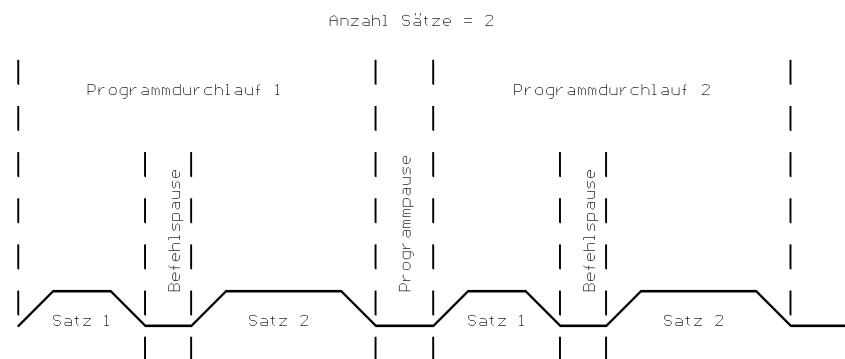 Anzahl Sätze = 2
Programmdurchlauf 1
Programmdurchlauf 2
Befehlspause
Programmpause
Befehlspause
Satz 1
Satz 2
Satz 1
Satz 2